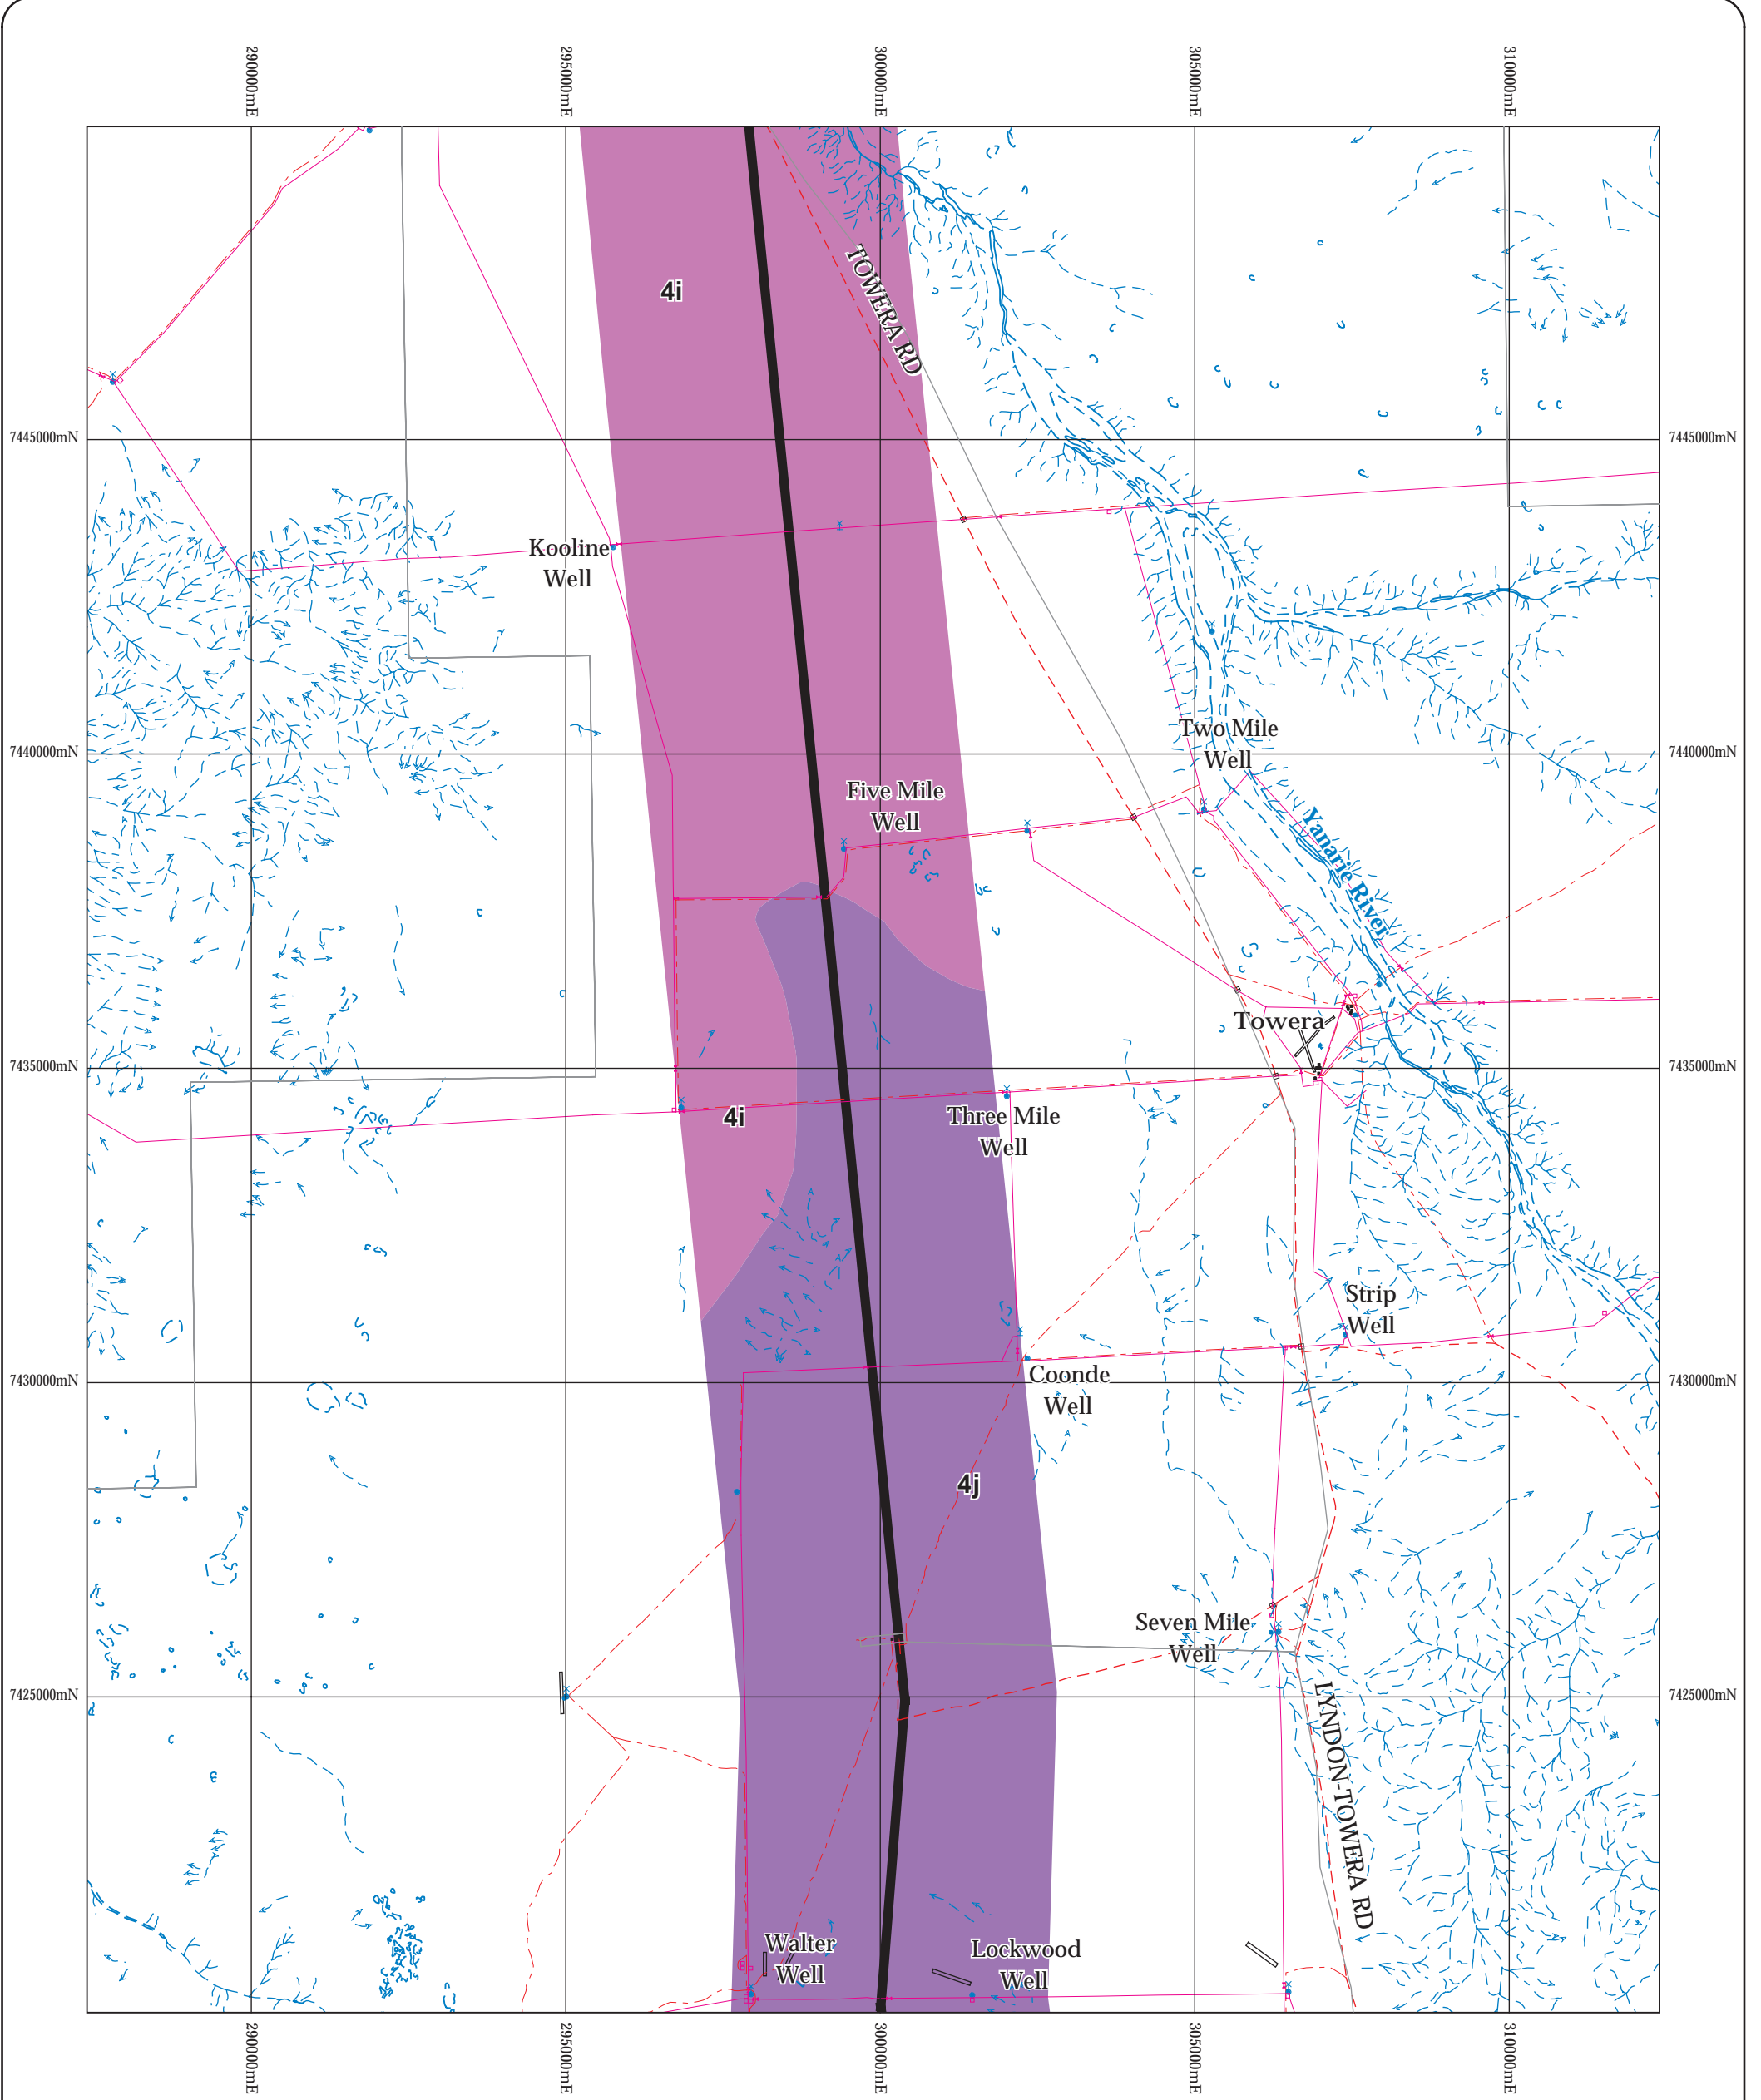 290000mE
295000mE
300000mE
305000mE
310000mE
TOWERA RD
4i
7445000mN
7445000mN
Kooline
Well
Two Mile
Well
7440000mN
7440000mN
Five Mile
Well
Yanarie River
Towera
7435000mN
7435000mN
4i
Three Mile
Well
Strip
Well
7430000mN
7430000mN
Coonde
Well
4j
Seven Mile
Well
7425000mN
7425000mN
LYNDON-TOWERA RD
Walter
Well
Lockwood
Well
290000mE
295000mE
300000mE
305000mE
310000mE